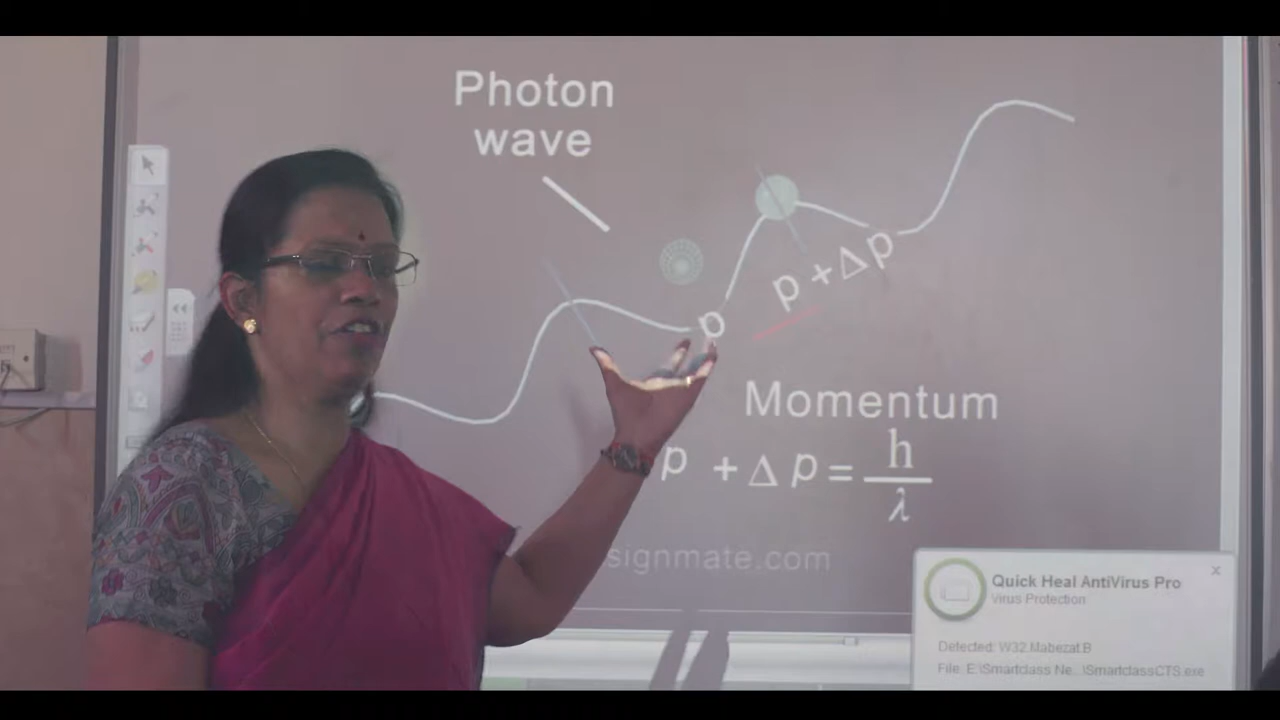 Photon
wave
p + Δp
p
Momentum
p + Δ p = h
λ
signmate.com
Quick Heal AntiVirus Pro
Virus Protection
Detected: W32.Mabezat.B
File: E:\Smartclass Ne...\SmartclassCTS.exe